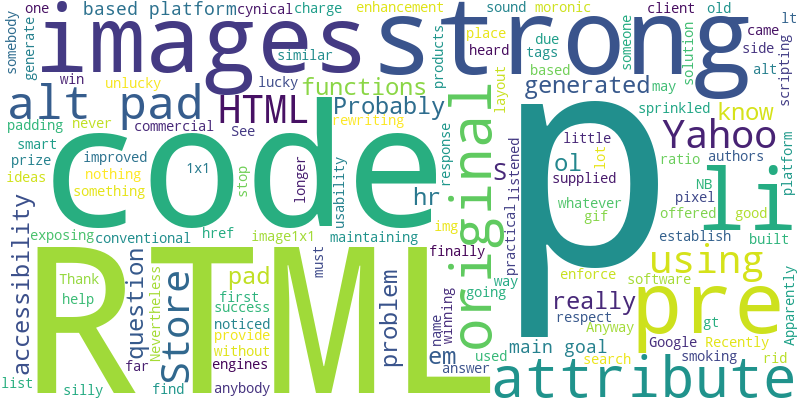 somebody
one
based platform
cynical
charge
enhancement
sound
moronic
client
old
lt
generate
images
strong
similar
place
heard
due
tags
someone
products
solution
side
came
scripting
win
unlucky
lucky
functions
layout
based
may
alt
alt pad
HTML
Probably
generated
sprinkled
know
padding
never
commercial
See
rewriting
original
response
little
lot
Yahoo
smart
code
p
prize
improved
1x1
stop
longer
usability
S
ol
supplied
ratio
authors
platform
ideas
nothing
something
hr
listened
whatever
gif
NB
pixel
offered
good
li
accessibility
exposing
conventional
href
image1x1
maintaining
img
practical
establish
built
RTML
question
Nevertheless
store
pad
must
finally
using
Thank
help
first
success
problem
going
way
enforce
software
pre
Apparently
noticed
provide
without
name
winning
em
used
really
respect
Anyway
gt
far
engines
answer
main goal
search
Google
Recently
smoking
rid
list
silly
find
anybody
attribute